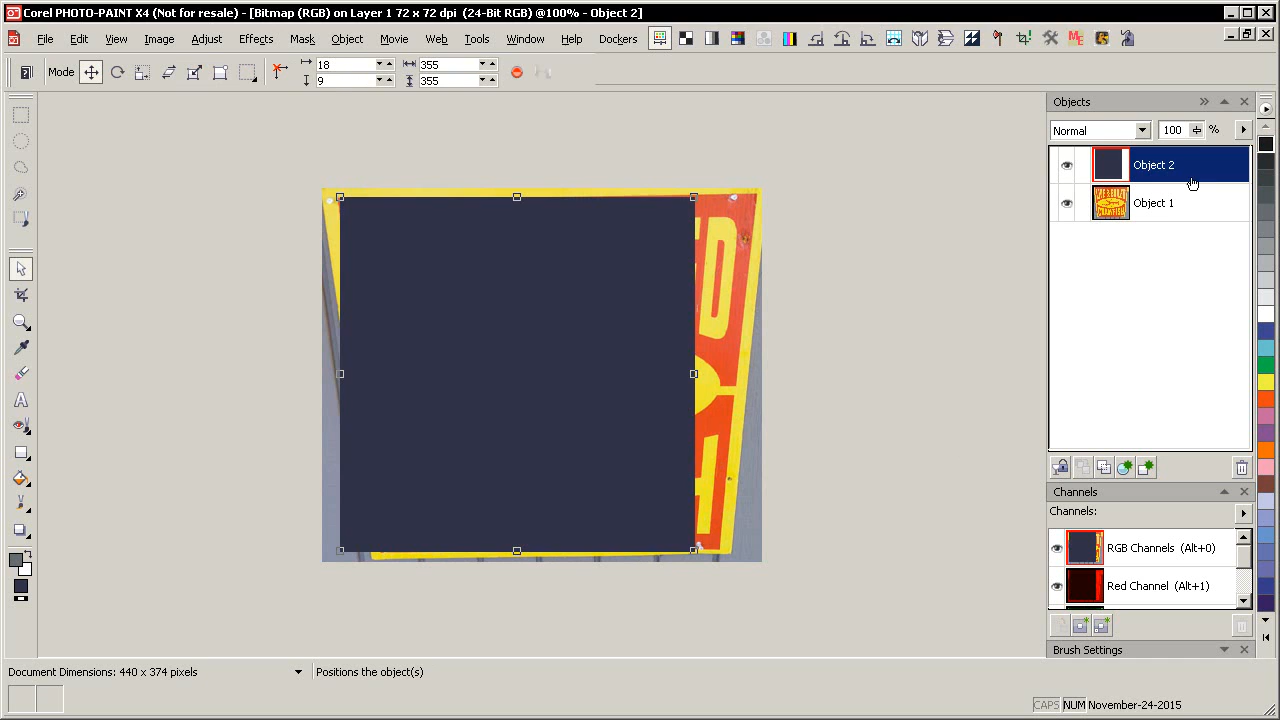 Corel PHOTO-PAINT X4 (Not for resale) - [Bitmap (RGB) on Layer 1 72 x 72 dpi  (24-Bit RGB) @100% - Object 2]
File Edit View Image Adjust Effects Mask Object Movie Web Tools Window Help Dockers
Mode 18 355
9 355
Objects
Normal 100 %
Object 2
Object 1
Channels
Channels:
RGB Channels  (Alt+0)
Red Channel  (Alt+1)
Brush Settings
Document Dimensions: 440 x 374 pixels Positions the object(s)
CAPS NUM November-24-2015